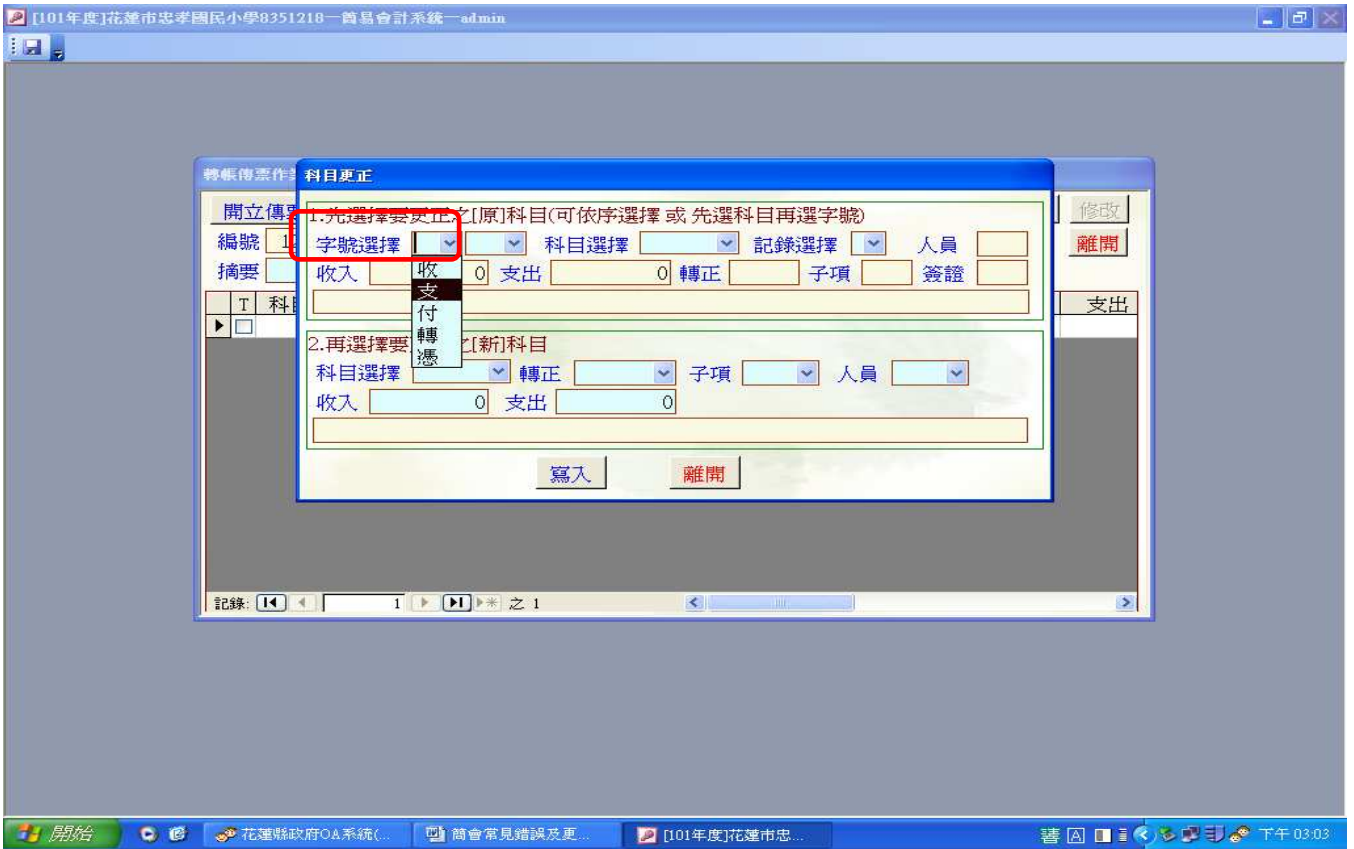 [101年度]花蓮市忠孝國民小學8351218—簡易會計系統—admin
轉帳傳票作業
科目更正
開立傳票
修改
編號 1
離開
摘要
T 科目
支出
1.先選擇要更正之[原]科目(可依序選擇 或 先選科目再選字號)
字號選擇 科目選擇 記錄選擇 人員
收入 0 支出 0 轉正 子項 簽證
收
支
付
轉
憑
2.再選擇要 之[新]科目
科目選擇 轉正 子項 人員
收入 0 支出 0
寫入 離開
記錄: 1 之 1
開始 花蓮縣政府OA系統(... 簡會常見錯誤及更... [101年度]花蓮市忠... 下午 03:03